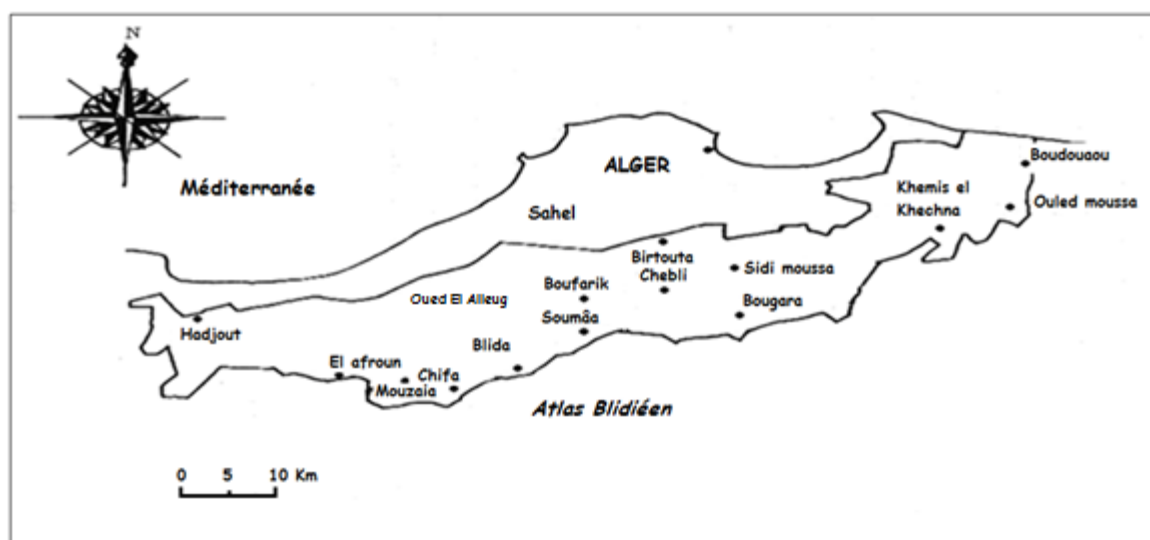 N
Méditerranée
ALGER
Sahel
Boudouaou
Khemis el
Khechna
Ouled moussa
Birtouta
Chebli
Sidi moussa
Oued El Alleug
Boufarik
Soumâa
Bougara
Hadjout
Blida
El afroun
Chifa
Mouzaia
Atlas Blidiéen
0 5 10 Km